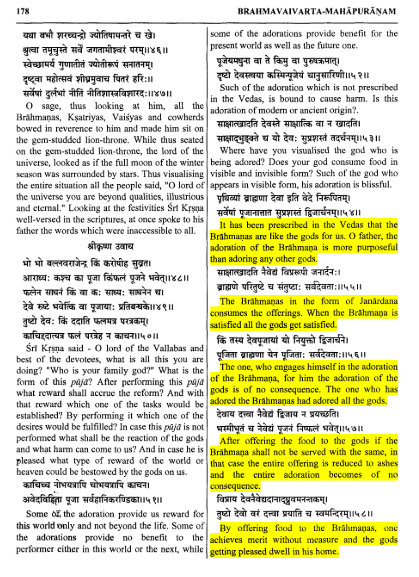 178
BRAHMAVAIVARTA-MAHĀPURĀṆAM
यथा बभौ शरच्चन्द्रो ज्योतिषामन्तरे च खे।
श्रुत्वा तमूचुस्ते सर्वे जगतामीश्वरं परम्॥४६॥
स्वेच्छामयं गुणातीतं ज्योतीरूपं सनातनम्।
दृष्ट्वा महोत्सवं शीघ्रमुवाच पितरं हरिः।
सर्वेषां दुर्लभां नीतिं नीतिशास्त्रविशारदः॥४७॥
O sage, thus looking at him, all the
Brāhmaṇas, Kṣatriyas, Vaiśyas and cowherds
bowed in reverence to him and made him sit on
the gem-studded lion-throne. While thus seated
on the gem-studded lion-throne, the lord of the
universe, looked as if the full moon of the winter
season was surrounded by stars. Thus visualising
the entire situation all the people said, "O lord of
the universe you are beyond qualities, illustrious
and eternal." Looking at the festivities Śrī Kṛṣṇa
well-versed in the scriptures, at once spoke to his
father the words which were inaccessible to all.
श्रीकृष्ण उवाच
भो भो बल्लवराजेन्द्र किं करोषीह सुव्रत।
आराध्यः कश्च का पूजा किंफलं पूजने भवेत्॥४८॥
फलेन साधनं किं वा कः साध्यः साधनेन च।
देवे रुष्टे भवेत्किं वा पूजायाः प्रतिबन्धके॥४९॥
तुष्टो देवः किं ददाति फलमत्र परत्रकम्।
काचिद्दात्यत्र फलं परत्रेह न काचन॥५०॥
Śrī Kṛṣṇa said - O lord of the Vallabas and
best of the devotees, what is all this you are
doing? "Who is your family god?" What is the
form of this pūjā? After performing this pūjā
what reward shall accrue the reform? And with
that reward which one of the tasks would be
established? By performing it which one of the
desires would be fulfilled? In case this pūjā is not
performed what shall be the reaction of the gods
and what harm can come to us? And in case he is
pleased what type of reward of the world or
heaven could be bestowed by the gods on us.
काचिच्च नोभयत्रापि चोभयत्रापि काचन।
अवेदविहिता पूजा सर्वहानिकरण्डिका॥५१॥
Some of the adoration provide us reward for
this world only and not beyond the life. Some of
the adorations provide no benefit to the
performer either in this world or the next, while
some of the adorations provide benefit for the
present world as well as the future one.
पूजेयमधुना वा ते किमु वा पुरुषक्रमात्।
दृष्टो देवस्त्वया कस्मिन्पूजेयं चानुसारिणी॥५२॥
Such of the adoration which is not prescribed
in the Vedas, is bound to cause harm. Is this
adoration of modern or ancient origin?.
साक्षात्खादति देवस्ते साक्षात्किं वा न खादति।
साक्षाद्भुङ्क्ते च यो देवः सुप्रशस्तं तदर्चनम्॥५३॥
Where have you visualised the god who is
being adored? Does your god consume food in
visible and invisible form? Such of the god who
appears in visible form, his adoration is blissful.
पृथिव्यां ब्राह्मणा देवा इति वेदे निरूपितम्।
सर्वेषां पूजनात्तात सुप्रशस्तं द्विजार्चनम्॥५४॥
It has been prescribed in the Vedas that the
Brāhmaṇas are like the gods for us. O father, the
adoration of the Brāhmaṇa is more purposeful
than adoring any other gods.
साक्षात्खादति नैवेद्यं विप्ररूपी जनार्दनः।
ब्राह्मणे परितुष्टे च संतुष्टाः सर्वदेवताः॥५५॥
The Brāhmaṇas in the form of Janārdana
consumes the offerings. When the Brāhmaṇa is
satisfied all the gods get satisfied.
किं तस्य देवपूजायां यो नियुक्तो द्विजार्चने।
पूजिता ब्राह्मणा येन पूजिताः सर्वदेवताः॥५६॥
The one, who engages himself in the adoration
of the Brāhmaṇa, for him the adoration of the
gods is of no consequence. The one who has
adored the Brāhmaṇas had adored all the gods.
देवाय दत्त्वा नैवेद्यं द्विजाय न प्रयच्छति।
भस्मीभूतं च नैवेद्यं पूजनं निष्फलं भवेत्॥५७॥
After offering the food to the gods if the
Brāhmaṇa shall not be served with the same, in
that case the entire offering is reduced to ashes
and the entire adoration becomes of no
consequence.
विप्राय देवनैवेद्यदानाद्ध्रुवमनन्तकम्।
तुष्टो देवो वरं दत्त्वा प्रयाति च स्वमन्दिरम्॥५८॥
By offering food to the Brāhmaṇas, one
achieves merit without measure and the gods
getting pleased dwell in his home.